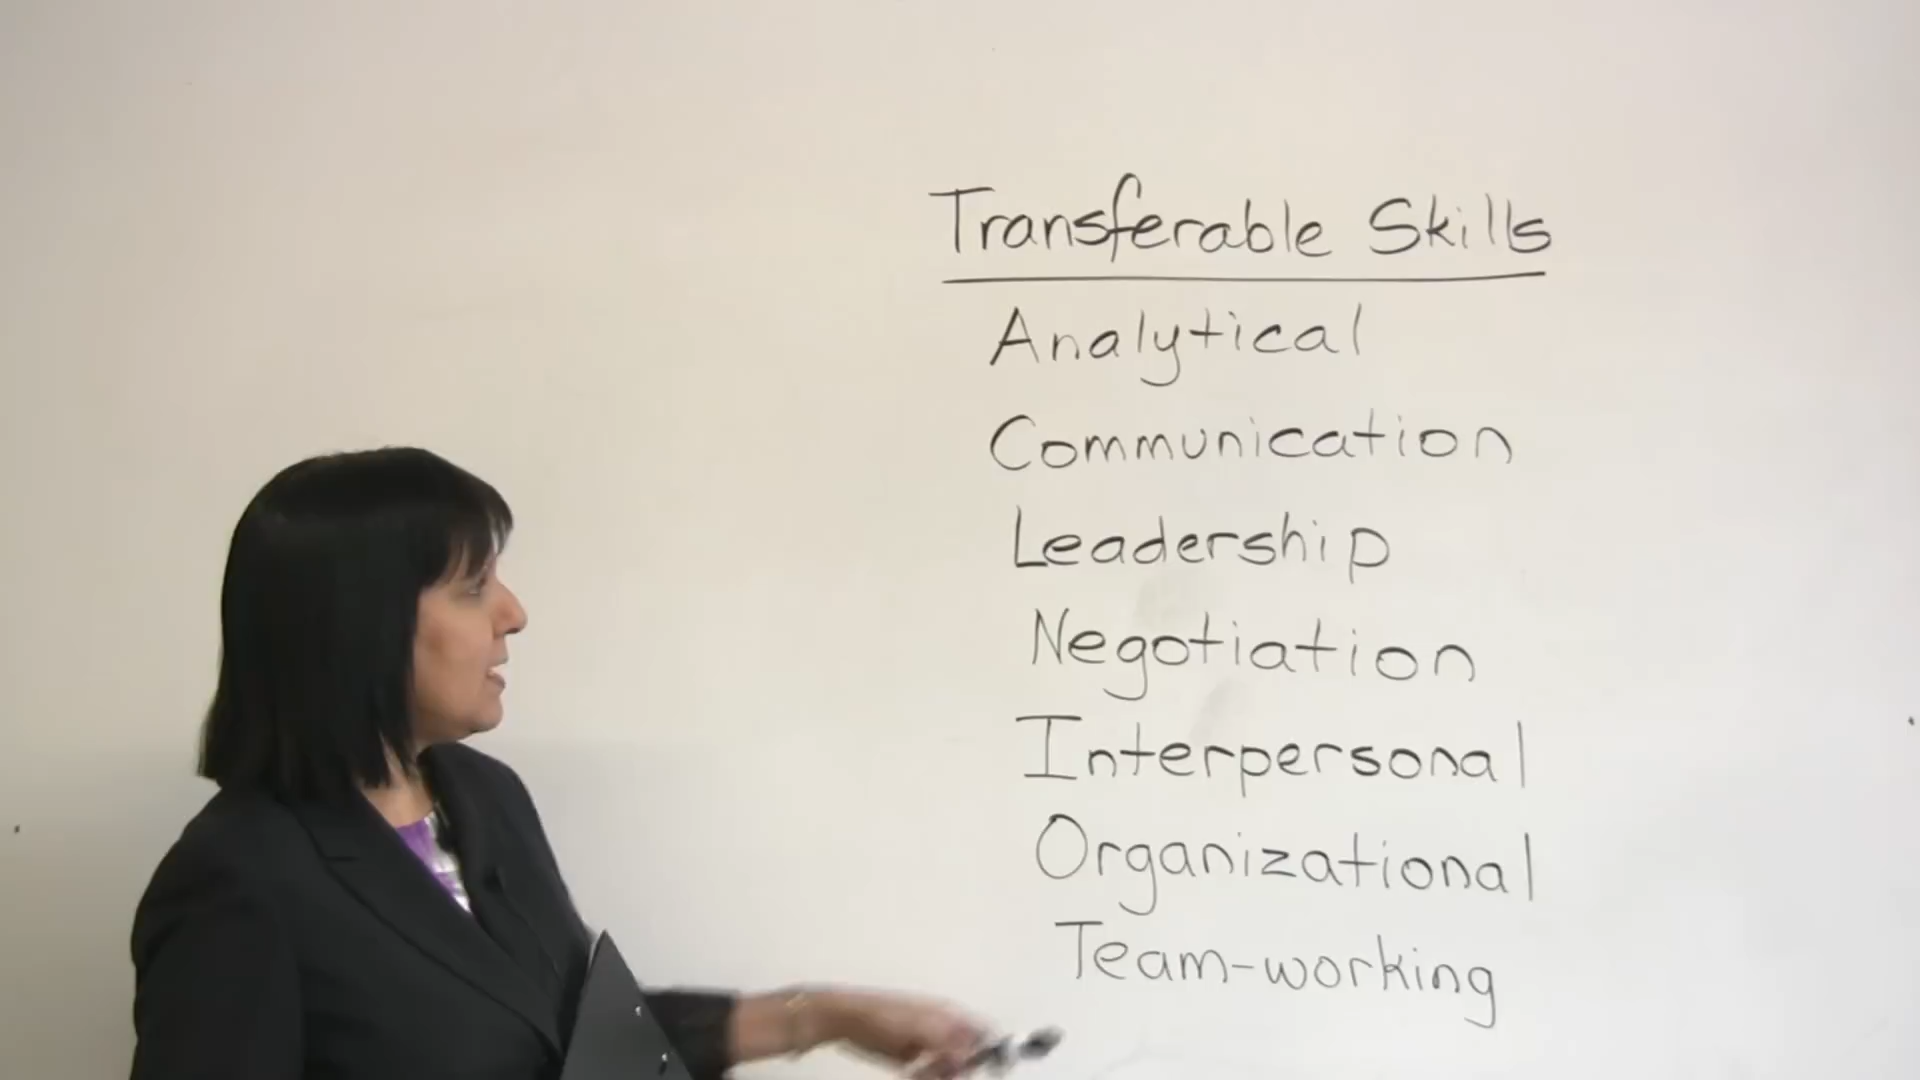 Transferable Skills
Analytical
Communication
Leadership
Negotiation
Interpersonal
Organizational
Team-working